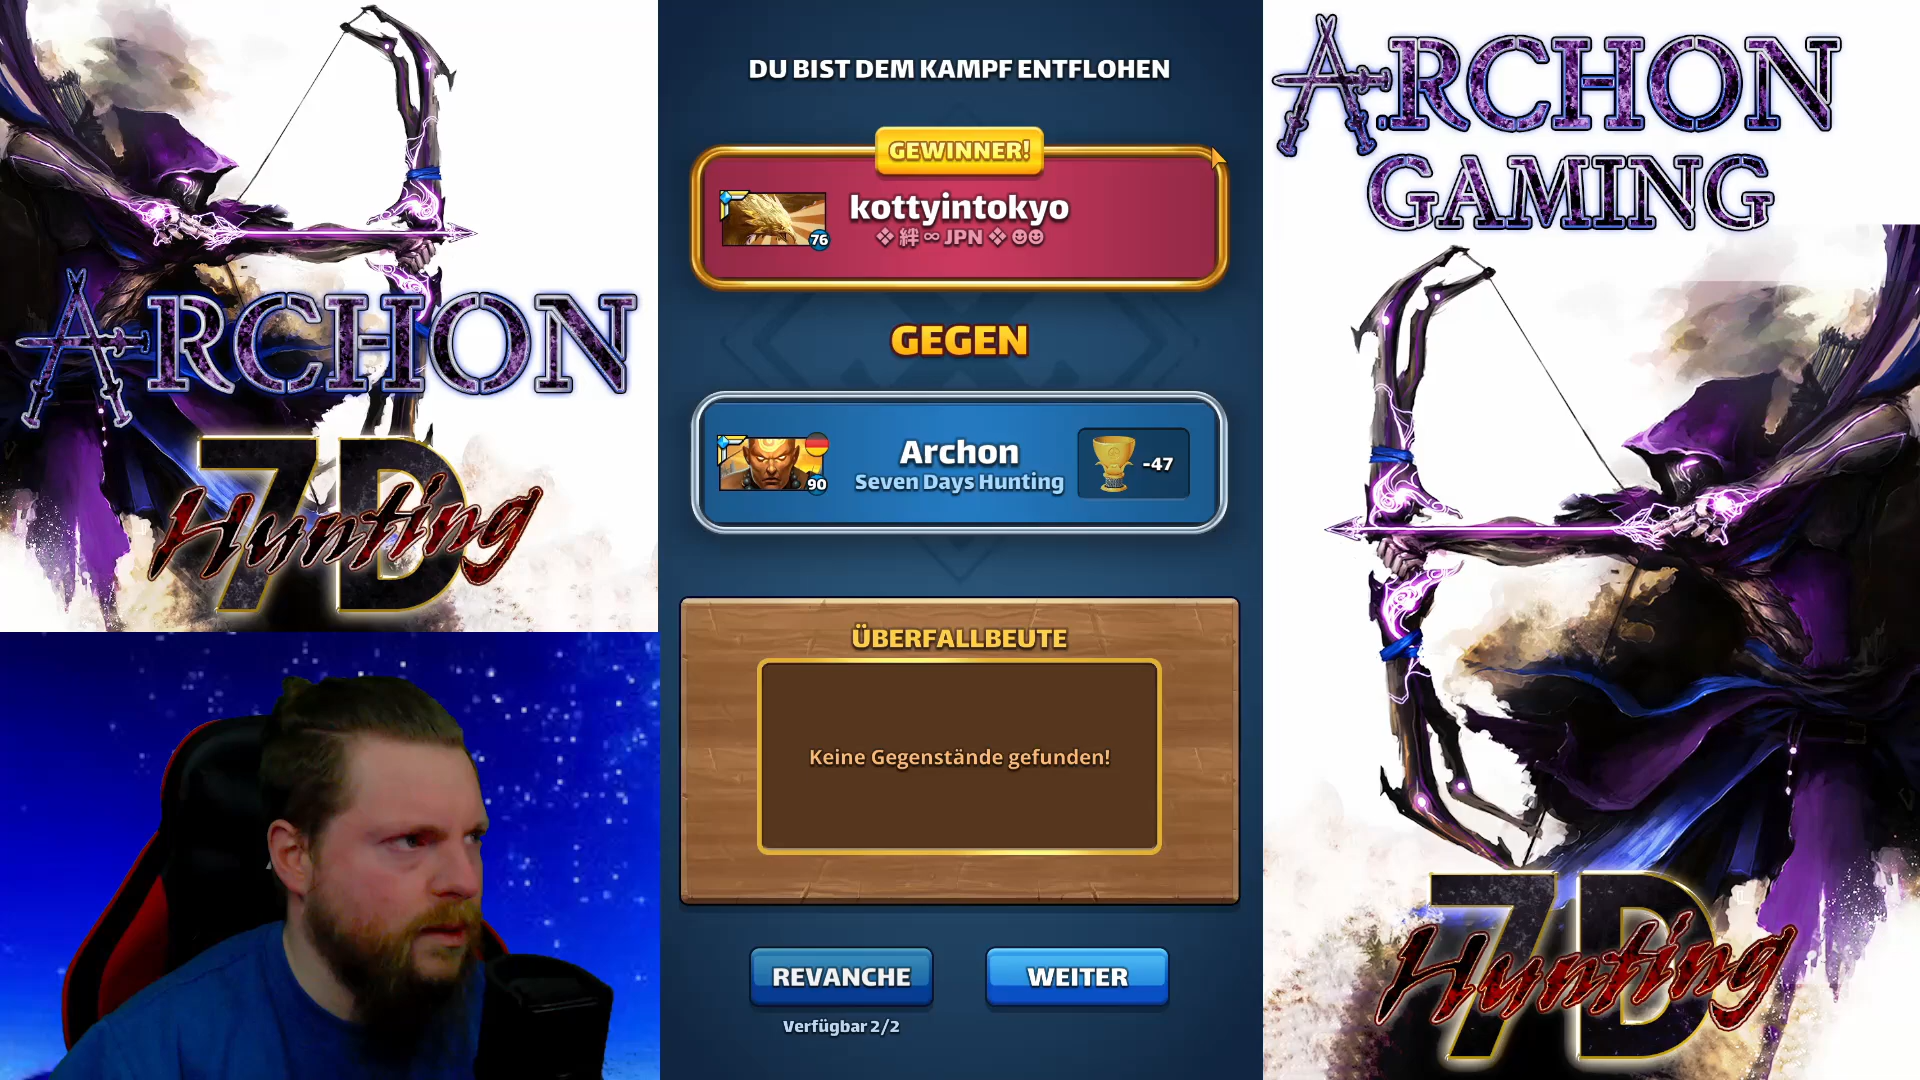 ARCHON
7D
Hunting
DU BIST DEM KAMPF ENTFLOHEN
GEWINNER!
kottyintokyo
❖ 絆 ∞ JPN ❖ ☻☻
76
GEGEN
Archon
Seven Days Hunting
90
-47
ÜBERFALLBEUTE
Keine Gegenstände gefunden!
REVANCHE
WEITER
Verfügbar 2/2
ARCHON
GAMING
7D
Hunting